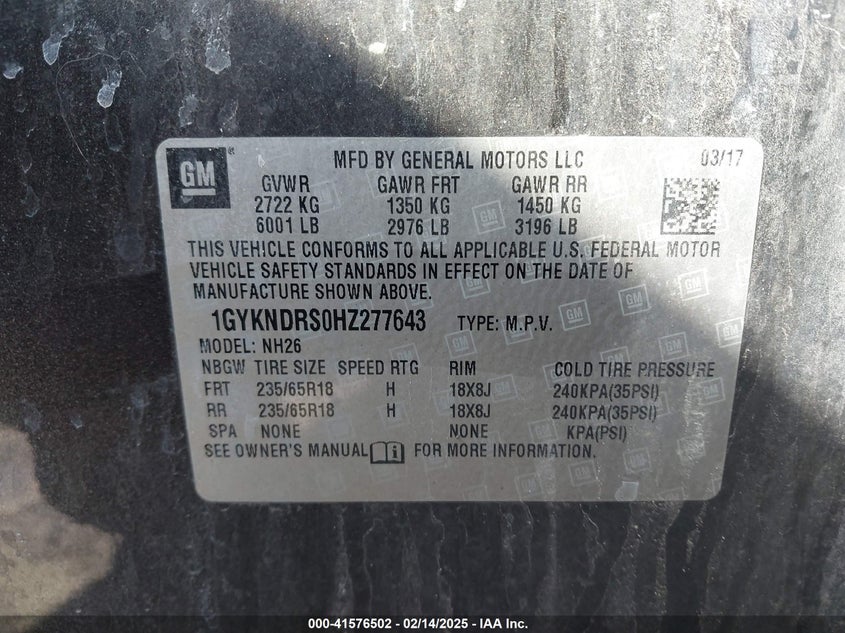 GM MFD BY GENERAL MOTORS LLC 03/17
GVWR GAWR FRT GAWR RR
2722 KG 1350 KG 1450 KG
6001 LB 2976 LB 3196 LB
THIS VEHICLE CONFORMS TO ALL APPLICABLE U.S. FEDERAL MOTOR
VEHICLE SAFETY STANDARDS IN EFFECT ON THE DATE OF
MANUFACTURE SHOWN ABOVE.
1GYKNDRS0HZ277643 TYPE: M.P.V.
MODEL: NH26
NBGW TIRE SIZE SPEED RTG RIM COLD TIRE PRESSURE
FRT 235/65R18 H 18X8J 240KPA(35PSI)
RR 235/65R18 H 18X8J 240KPA(35PSI)
SPA NONE NONE KPA(PSI)
SEE OWNER'S MANUAL i FOR MORE INFORMATION.
000-41576502 - 02/14/2025 - IAA Inc.